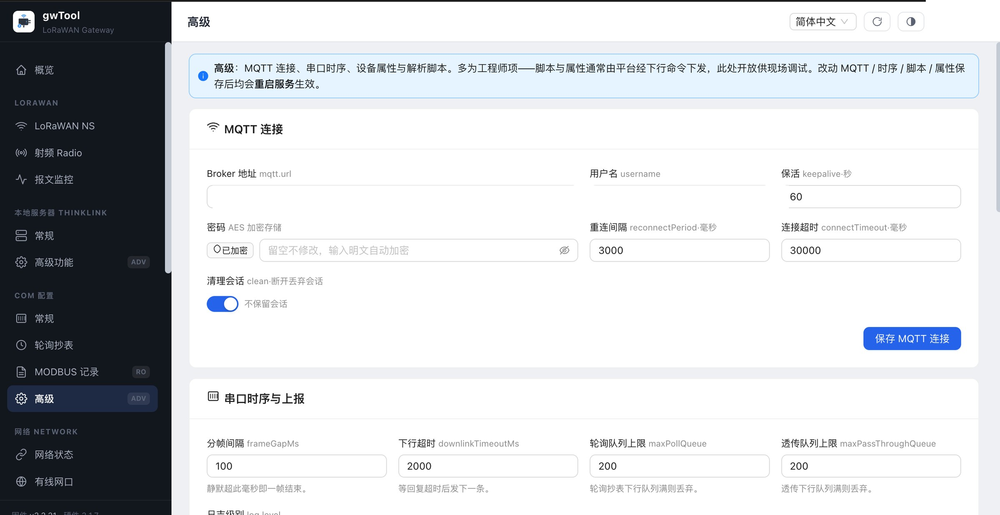 gwTool
LoRaWAN Gateway
概览
LORAWAN
LoRaWAN NS
射频 Radio
报文监控
本地服务器 THINKLINK
常规
高级功能 ADV
COM 配置
常规
轮询抄表
MODBUS 记录 RO
高级 ADV
网络 NETWORK
网络状态
有线网口
高级
简体中文
高级：MQTT 连接、串口时序、设备属性与解析脚本。多为工程师项——脚本与属性通常由平台经下行命令下发，此处开放供现场调试。改动 MQTT / 时序 / 脚本 / 属性保
存后均会重启服务生效。
MQTT 连接
Broker 地址 mqtt.url
用户名 username
保活 keepalive·秒
60
密码 AES 加密存储
重连间隔 reconnectPeriod·毫秒
连接超时 connectTimeout·毫秒
已加密
留空不修改，输入明文自动加密
3000
30000
清理会话 clean·断开丢弃会话
不保留会话
保存 MQTT 连接
串口时序与上报
分帧间隔 frameGapMs
下行超时 downlinkTimeoutMs
轮询队列上限 maxPollQueue
透传队列上限 maxPassThroughQueue
100
2000
200
200
静默超此毫秒即一帧结束。
等回复超时后发下一条。
轮询抄表下行队列满则丢弃。
透传下行队列满则丢弃。
日志级别 log.level